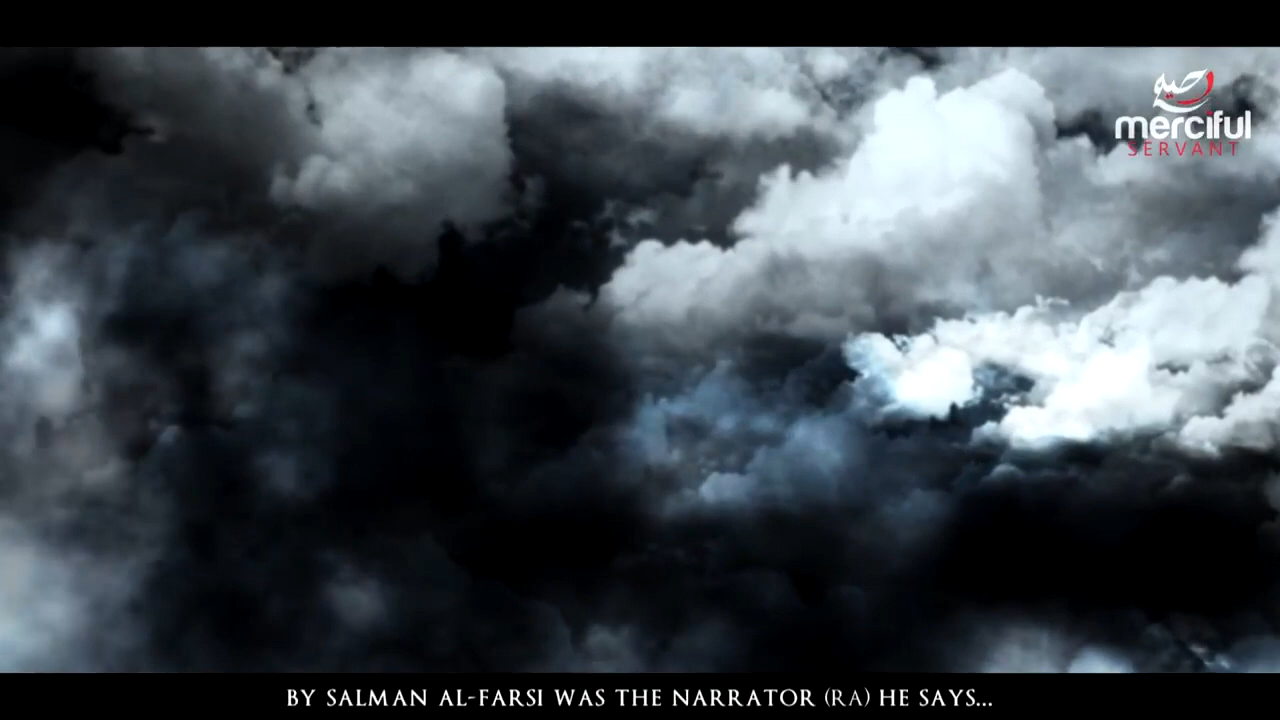 merciful
SERVANT
BY SALMAN AL-FARSI WAS THE NARRATOR (RA) HE SAYS...